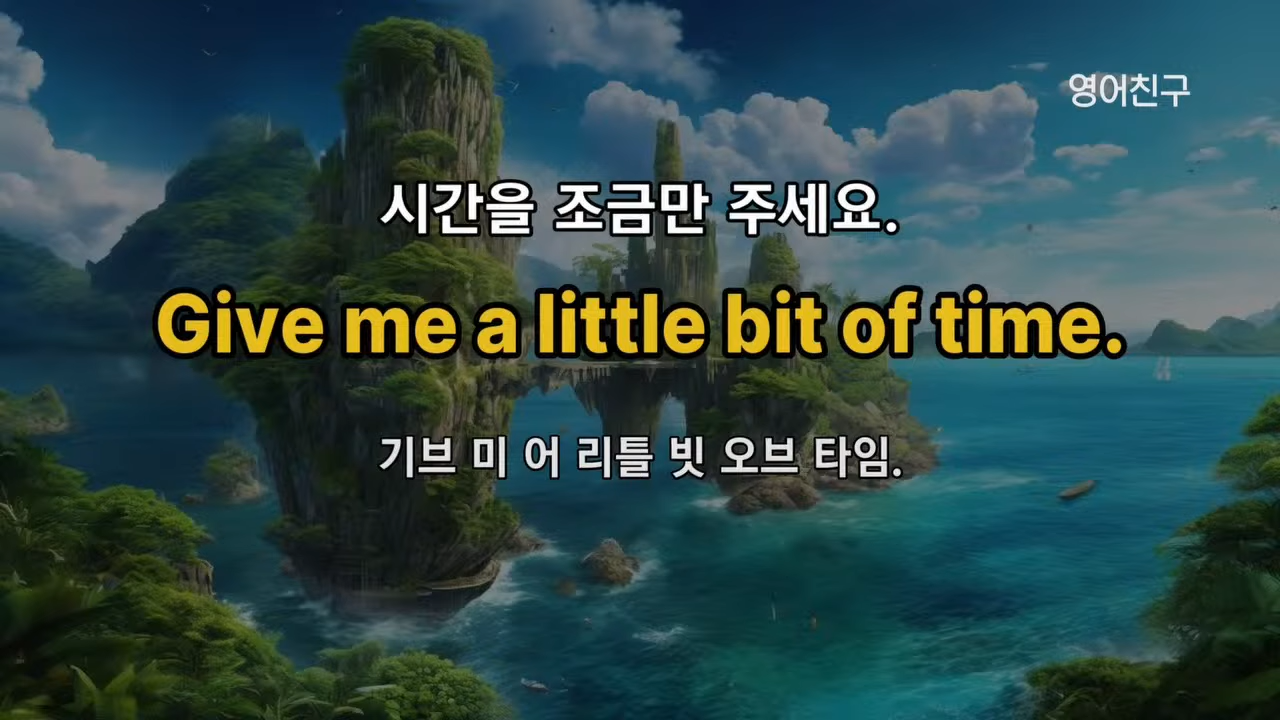 영어친구
시간을 조금만 주세요.
Give me a little bit of time.
기브 미 어 리틀 빗 오브 타임.